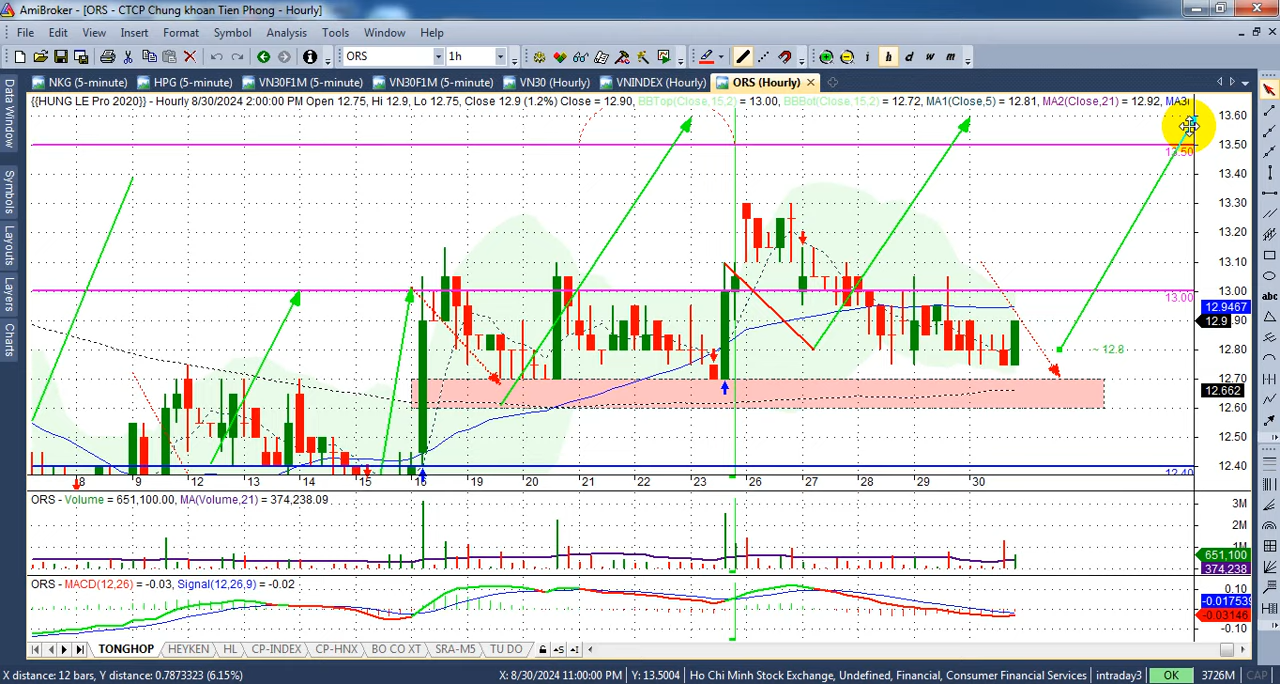 AmiBroker - [ORS - CTCP Chung khoan Tien Phong - Hourly]
File Edit View Insert Format Symbol Analysis Tools Window Help
ORS 1h i h d w m
NKG (5-minute) HPG (5-minute) VN30F1M (5-minute) VN30F1M (5-minute) VN30 (Hourly) VNINDEX (Hourly) ORS (Hourly)
{{HUNG LE Pro 2020}} - Hourly 8/30/2024 2:00:00 PM Open 12.75, Hi 12.9, Lo 12.75, Close 12.9 (1.2%) Close = 12.90, BBTop(Close,15,2) = 13.00, BBBot(Close,15,2) = 12.72, MA1(Close,5) = 12.81, MA2(Close,21) = 12.92,
Data Window
Symbols
Layouts
Layers
Charts
13.60
13.50
13.50
13.40
13.30
13.20
13.10
13.00
13.00
12.9467
12.9
12.80
~ 12.8
12.70
12.662
12.60
12.50
12.40
12.40
8 9 12 13 14 15 16 19 20 21 22 23 26 27 28 29 30
abc
ORS - Volume = 651,100.00, MA(Volume,21) = 374,238.09
3M
2M
1M
651,100
374,238
ORS - MACD(12,26) = -0.03, Signal(12,26,9) = -0.02
0.10
-0.017539
-0.03146
-0.10
TONGHOP HEYKEN HL CP-INDEX CP-HNX BO CO XT SRA-M5 TU DO
X distance: 12 bars, Y distance: 0.7873323 (6.15%) X: 8/30/2024 11:00:00 PM Y: 13.5004 Ho Chi Minh Stock Exchange, Undefined, Financial, Consumer Financial Services intraday3 OK 3726M CAP